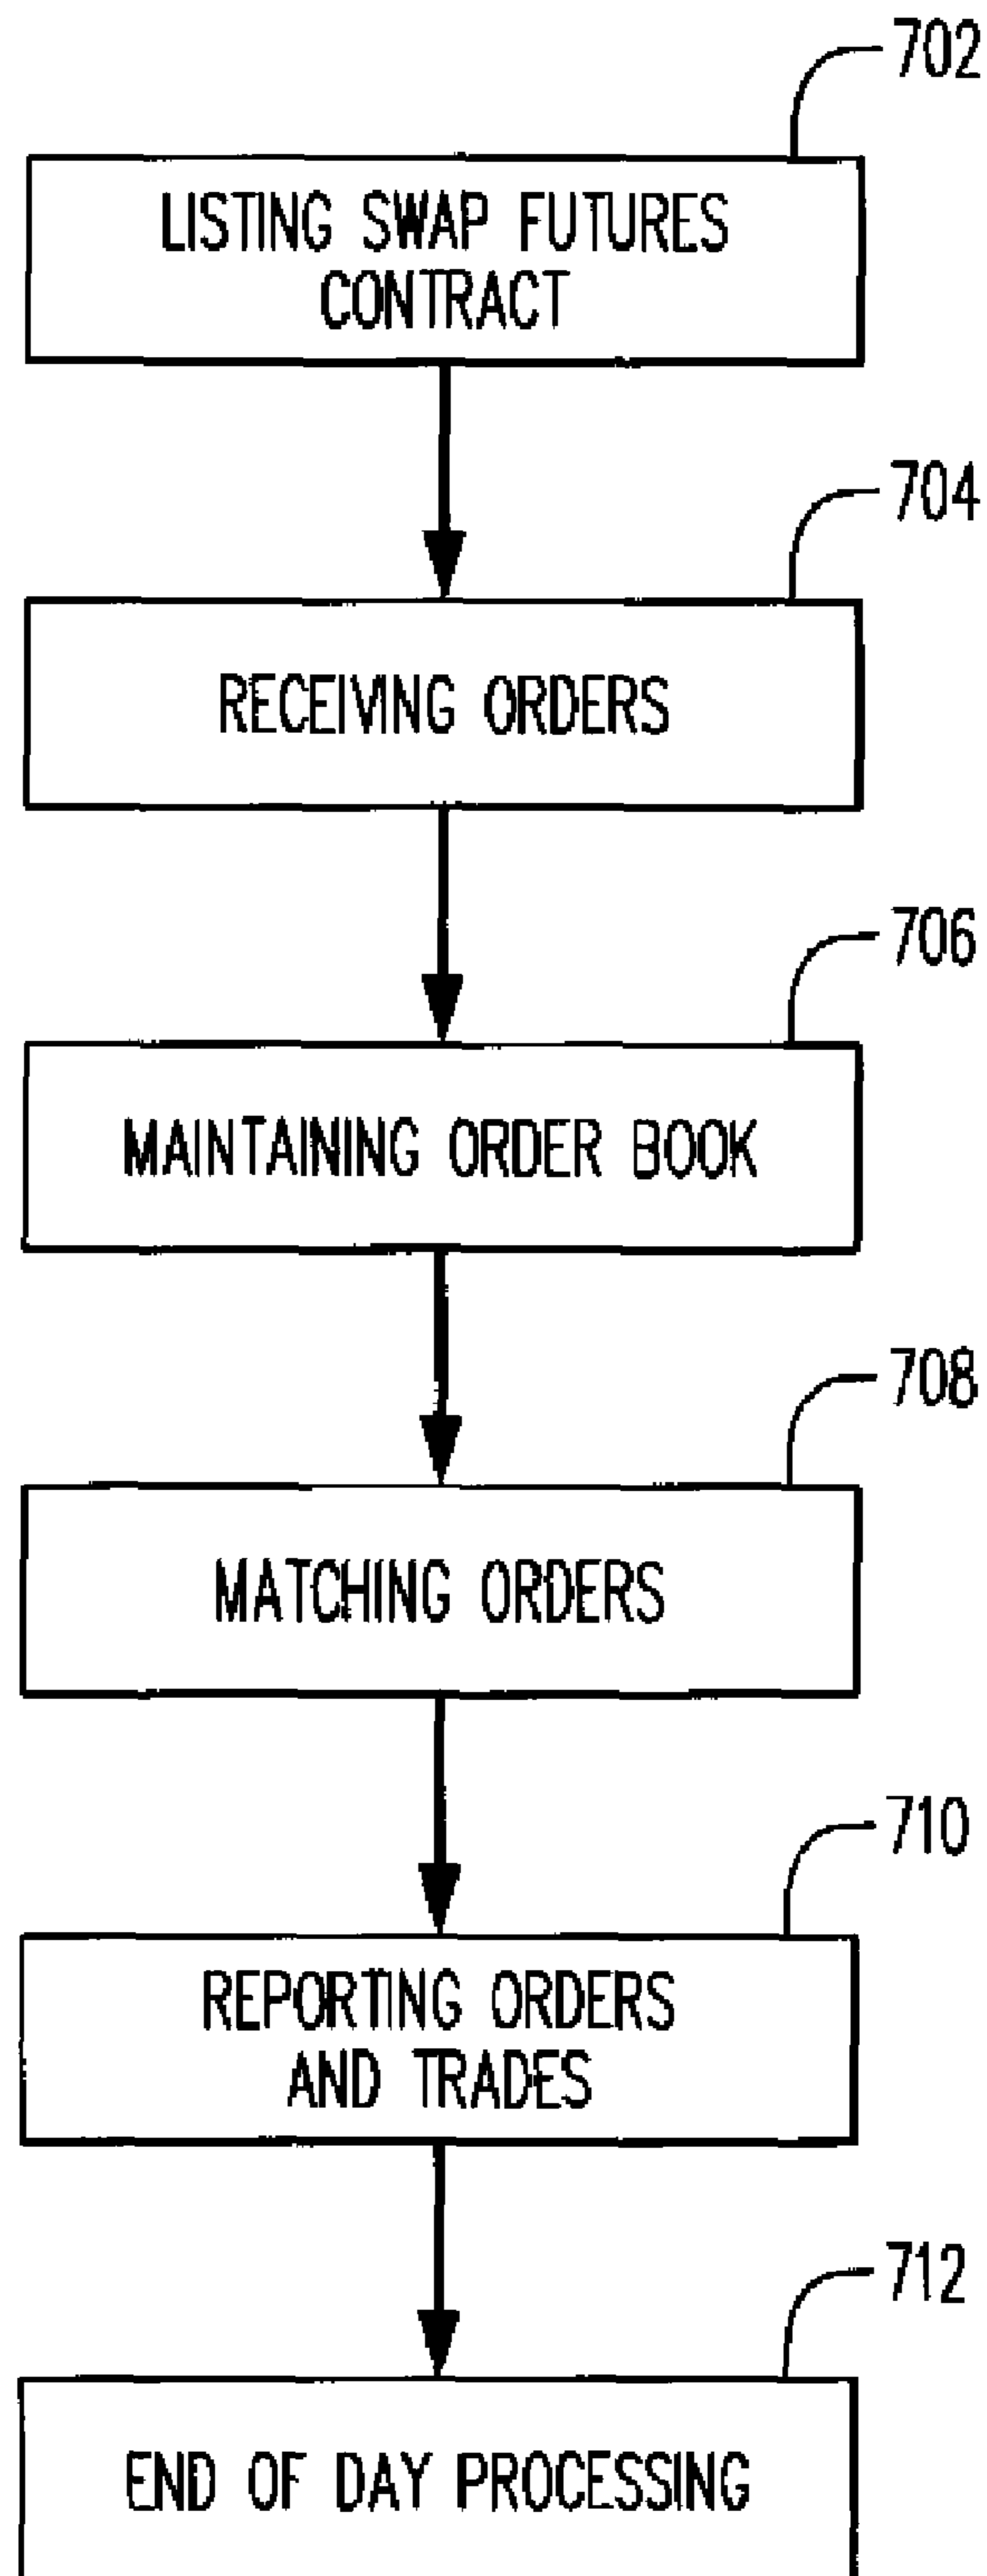 702
LISTING SWAP FUTURES
CONTRACT
704
RECEIVING ORDERS
706
MAINTAINING ORDER BOOK
708
MATCHING ORDERS
710
REPORTING ORDERS
AND TRADES
712
END OF DAY PROCESSING